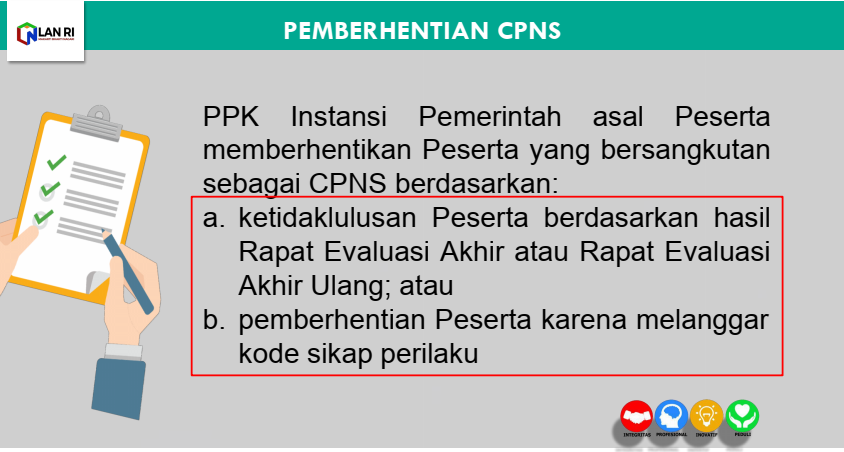 LAN RI
PEMBERHENTIAN CPNS
PPK Instansi Pemerintah asal Peserta
memberhentikan Peserta yang bersangkutan
sebagai CPNS berdasarkan:
a. ketidaklulusan Peserta berdasarkan hasil
Rapat Evaluasi Akhir atau Rapat Evaluasi
Akhir Ulang; atau
b. pemberhentian Peserta karena melanggar
kode sikap perilaku
INTEGRITAS PROFESIONAL INOVATIF PEDULI